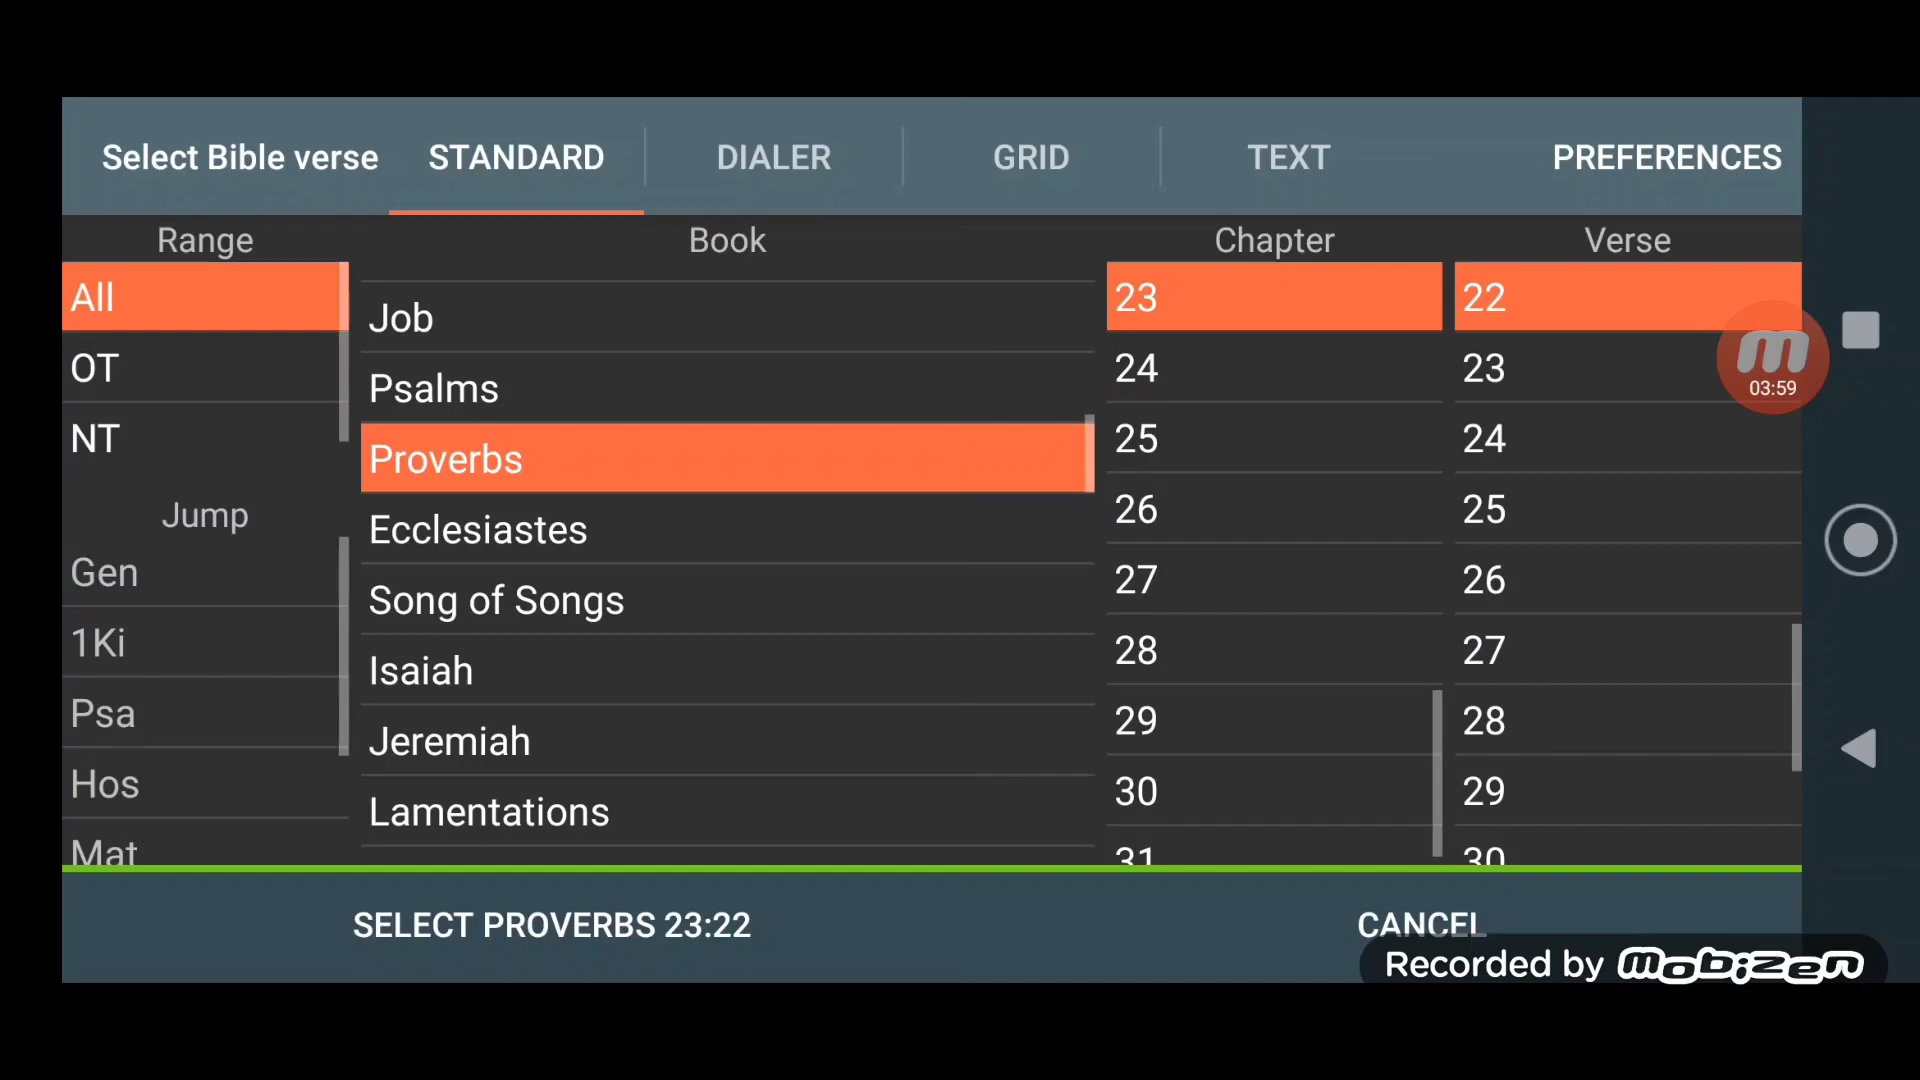 Select Bible verse STANDARD DIALER GRID TEXT PREFERENCES
Range Book Chapter Verse
All
OT
NT
Jump
Gen
1Ki
Psa
Hos
Mat
Job
Psalms
Proverbs
Ecclesiastes
Song of Songs
Isaiah
Jeremiah
Lamentations
23
24
25
26
27
28
29
30
31
22
23
24
25
26
27
28
29
30
m
03:59
SELECT PROVERBS 23:22 CANCEL
Recorded by mobizen